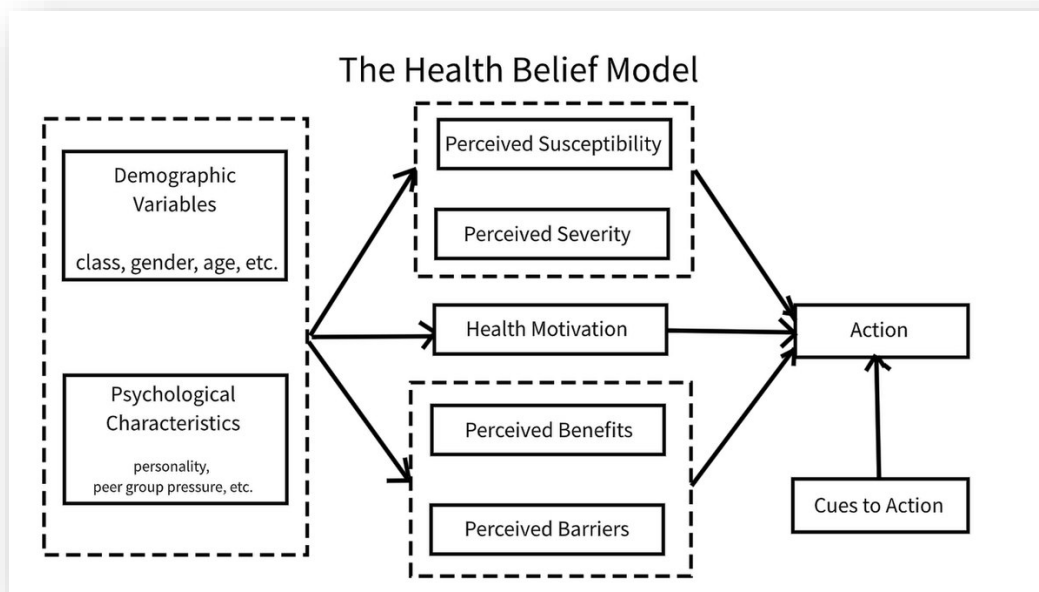 The Health Belief Model
Demographic
Variables
class, gender, age, etc.
Psychological
Characteristics
personality,
peer group pressure, etc.
Perceived Susceptibility
Perceived Severity
Health Motivation
Perceived Benefits
Perceived Barriers
Action
Cues to Action